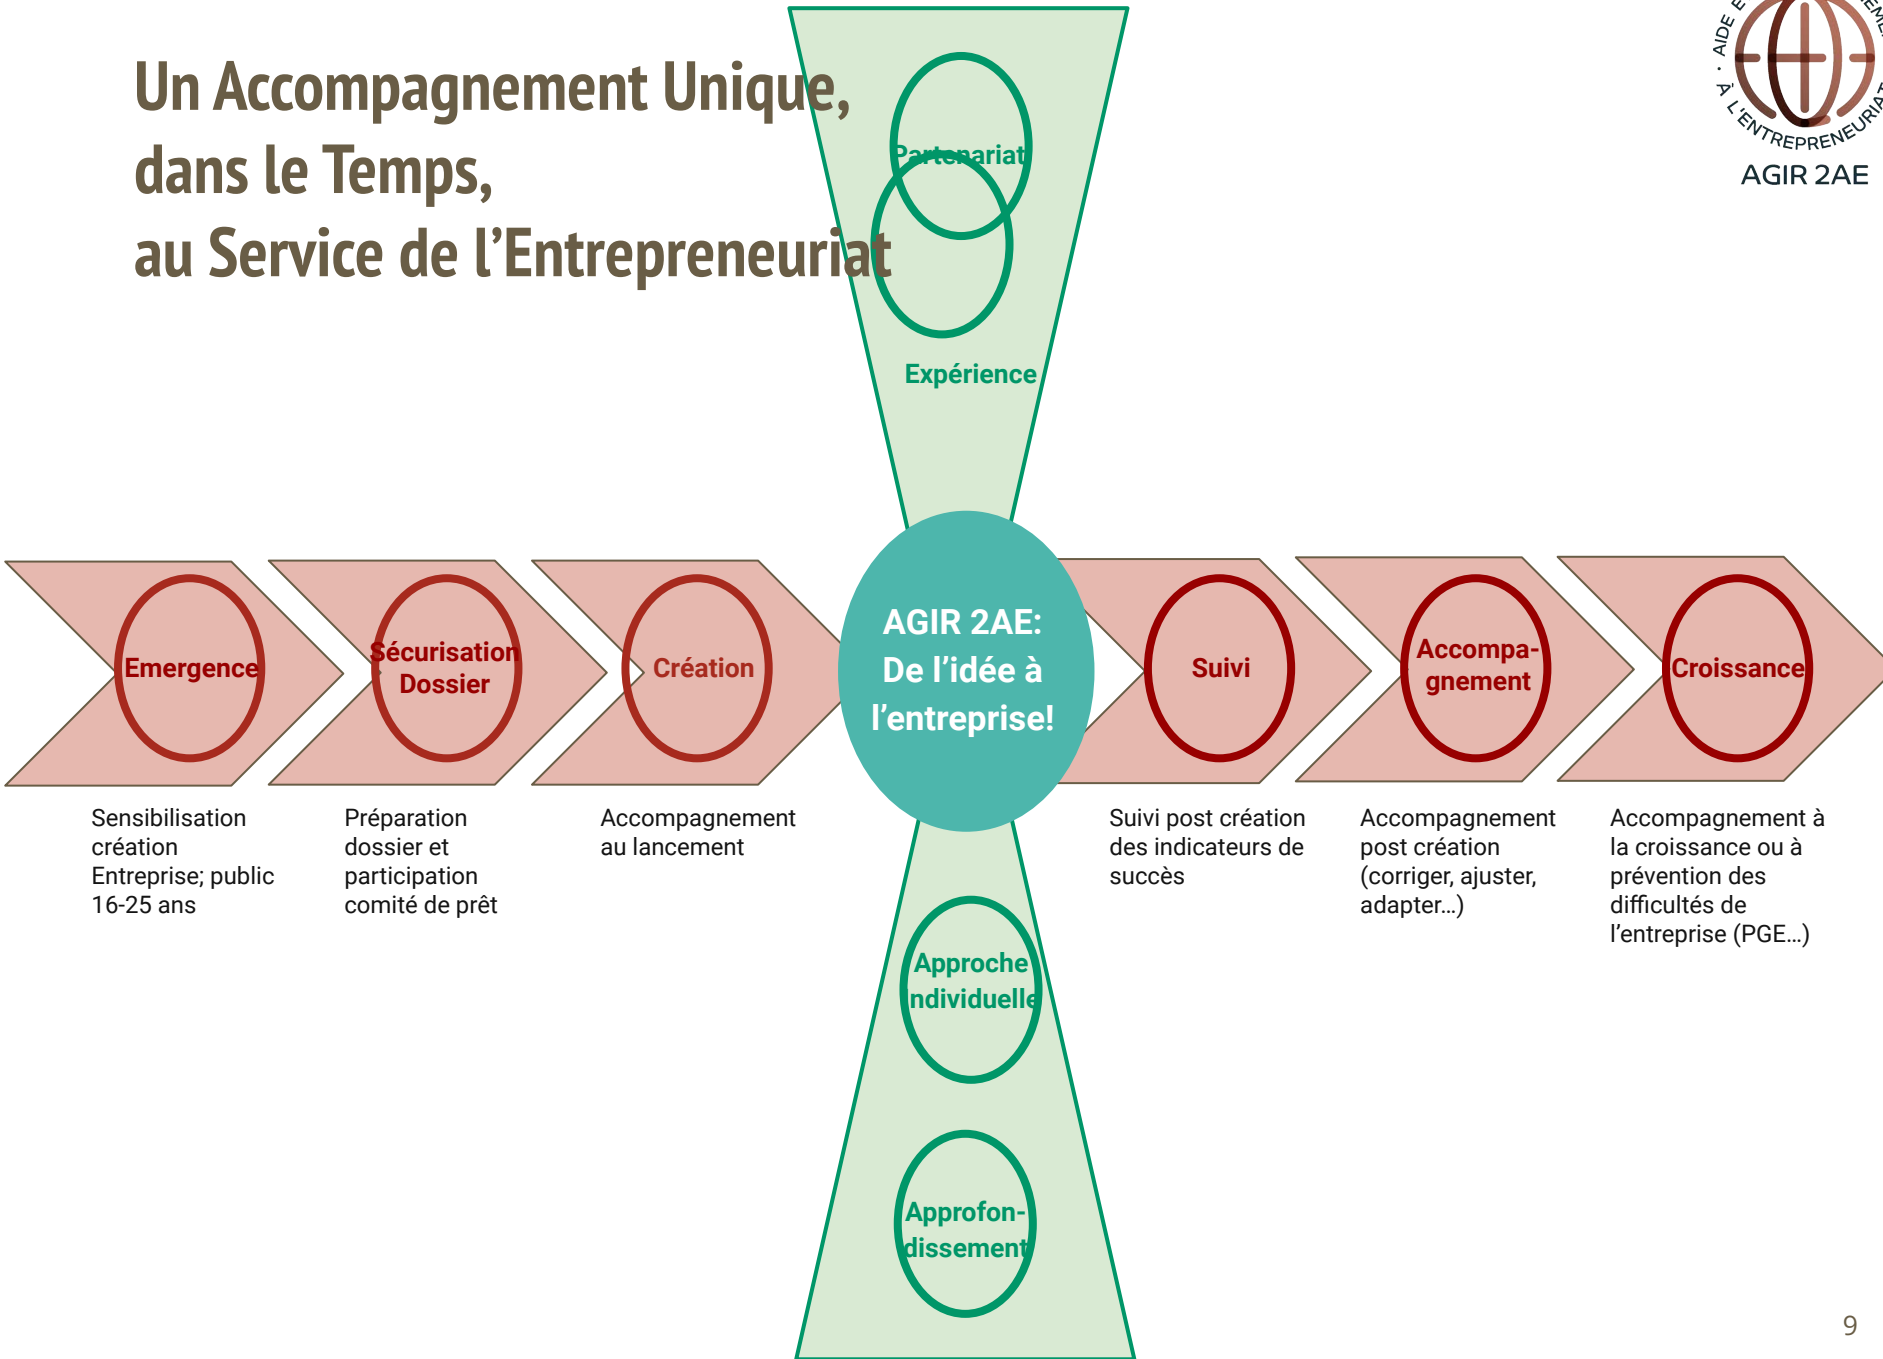 Un Accompagnement Unique,
dans le Temps,
au Service de l'Entrepreneuriat
· AIDE
À L'ENTREPRENEURIAT
AGIR 2AE
Partenariat
Expérience
Emergence
Sécurisation
Dossier
Création
AGIR 2AE:
De l'idée à
l'entreprise!
Suivi
Accompa-
gnement
Croissance
Sensibilisation
création
Entreprise; public
16-25 ans
Préparation
dossier et
participation
comité de prêt
Accompagnement
au lancement
Suivi post création
des indicateurs de
succès
Accompagnement
post création
(corriger, ajuster,
adapter...)
Accompagnement à
la croissance ou à
prévention des
difficultés de
l'entreprise (PGE...)
Approche
Individuelle
Approfon-
dissement
9